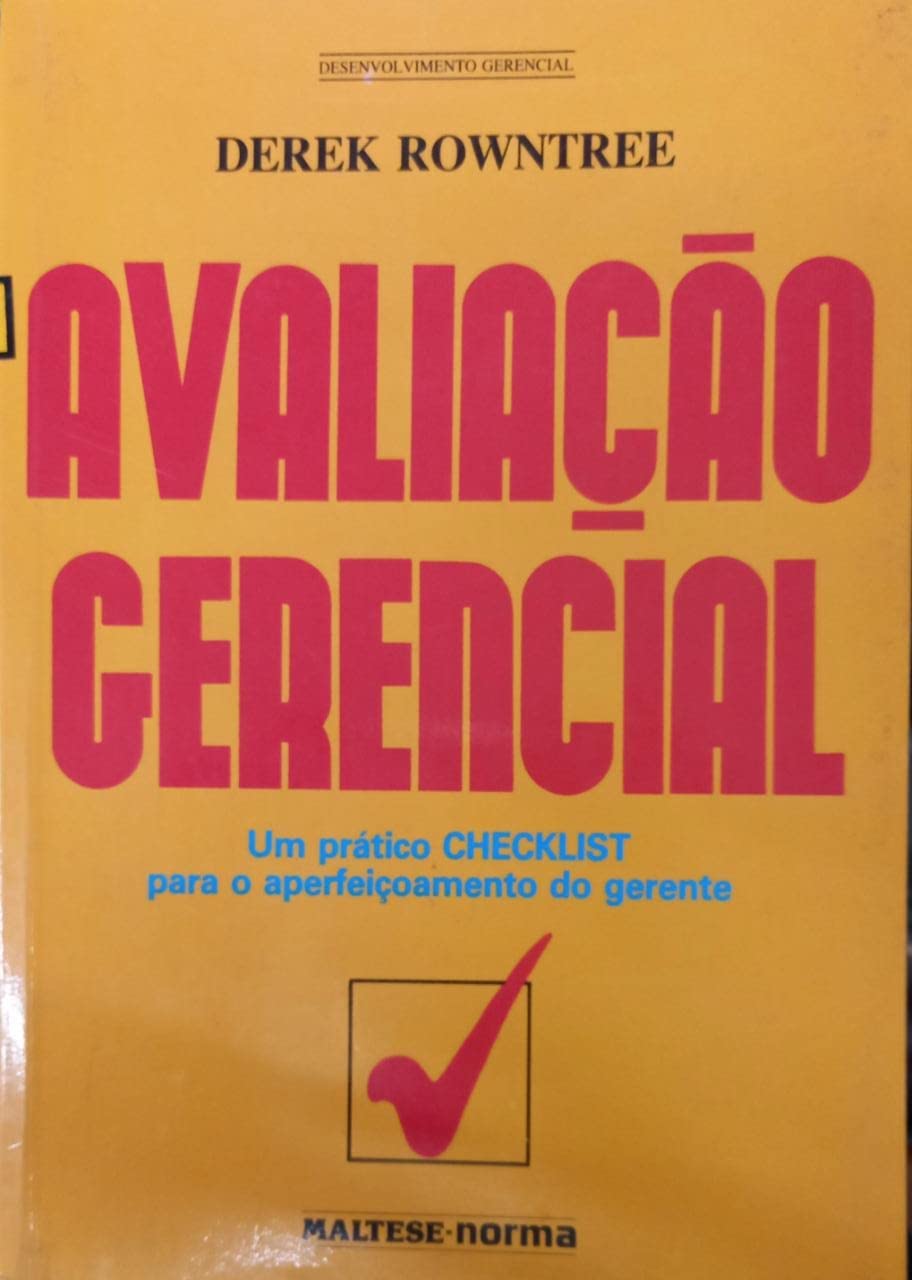 DESENVOLVIMENTO GERENCIAL
DEREK ROWNTREE
AVALIAÇÃO
GERENCIAL
Um prático CHECKLIST
para o aperfeiçoamento do gerente
MALTESE-norma